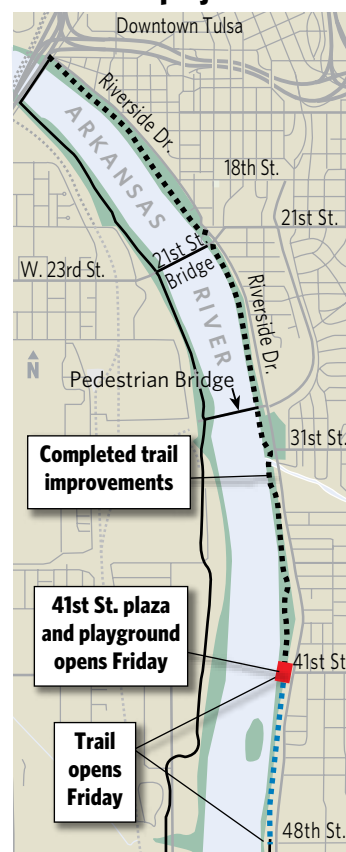 Downtown Tulsa
Riverside Dr.
ARKANSAS
18th St.
21st St.
21st St.
Bridge
W. 23rd St.
RIVER
Riverside Dr.
N
Pedestrian Bridge
31st St.
Completed trail
improvements
41st St. plaza
and playground
opens Friday
41st St.
Trail
opens
Friday
48th St.